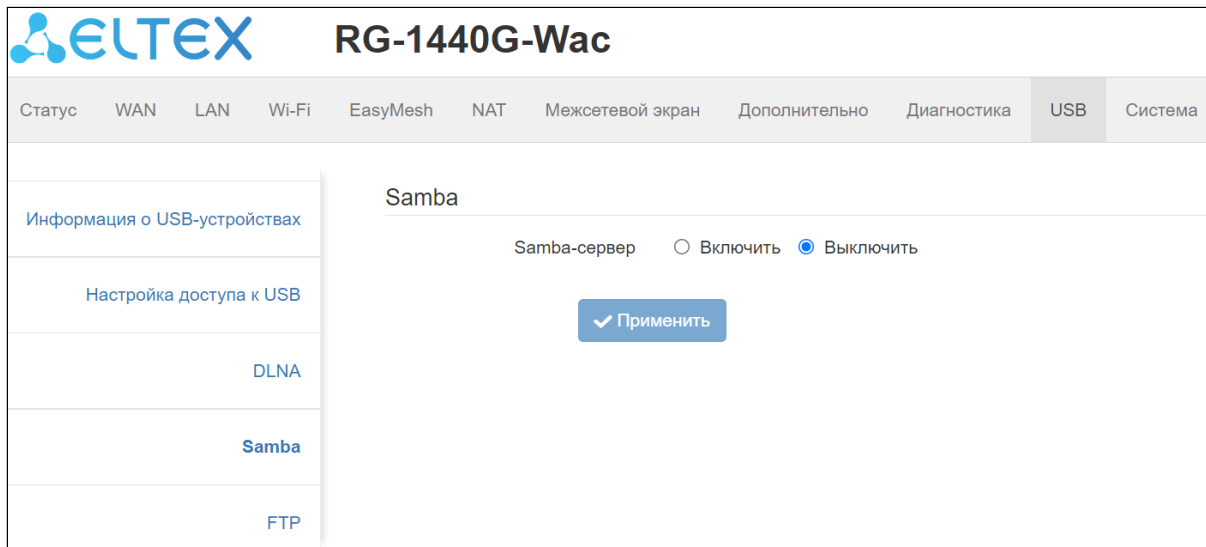 ELTEX RG-1440G-Wac
Статус WAN LAN Wi-Fi EasyMesh NAT Межсетевой экран Дополнительно Диагностика USB Система
Информация о USB-устройствах
Настройка доступа к USB
DLNA
Samba
FTP
Samba
Samba-сервер Включить Выключить
Применить